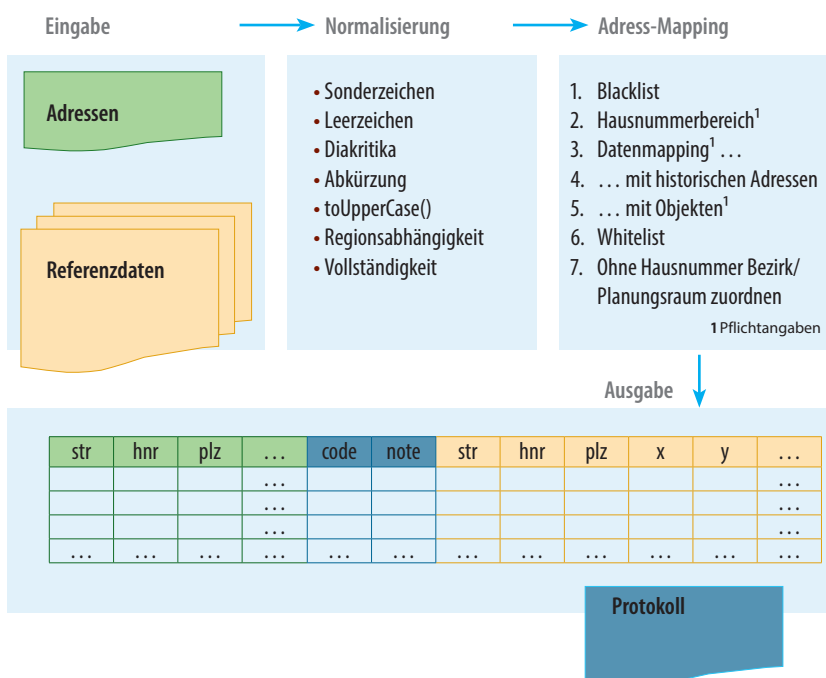 Eingabe
Normalisierung
Adress-Mapping
Adressen
Referenzdaten
• Sonderzeichen
• Leerzeichen
• Diakritika
• Abkürzung
• toUpperCase()
• Regionsabhängigkeit
• Vollständigkeit
1. Blacklist
2. Hausnummerbereich¹
3. Datenmapping¹ …
4. … mit historischen Adressen
5. … mit Objekten¹
6. Whitelist
7. Ohne Hausnummer Bezirk/
Planungsraum zuordnen
1 Pflichtangaben
Ausgabe
str hnr plz … code note str hnr plz x y …
… …
… …
… …
… … … … … … … … … … … …
Protokoll